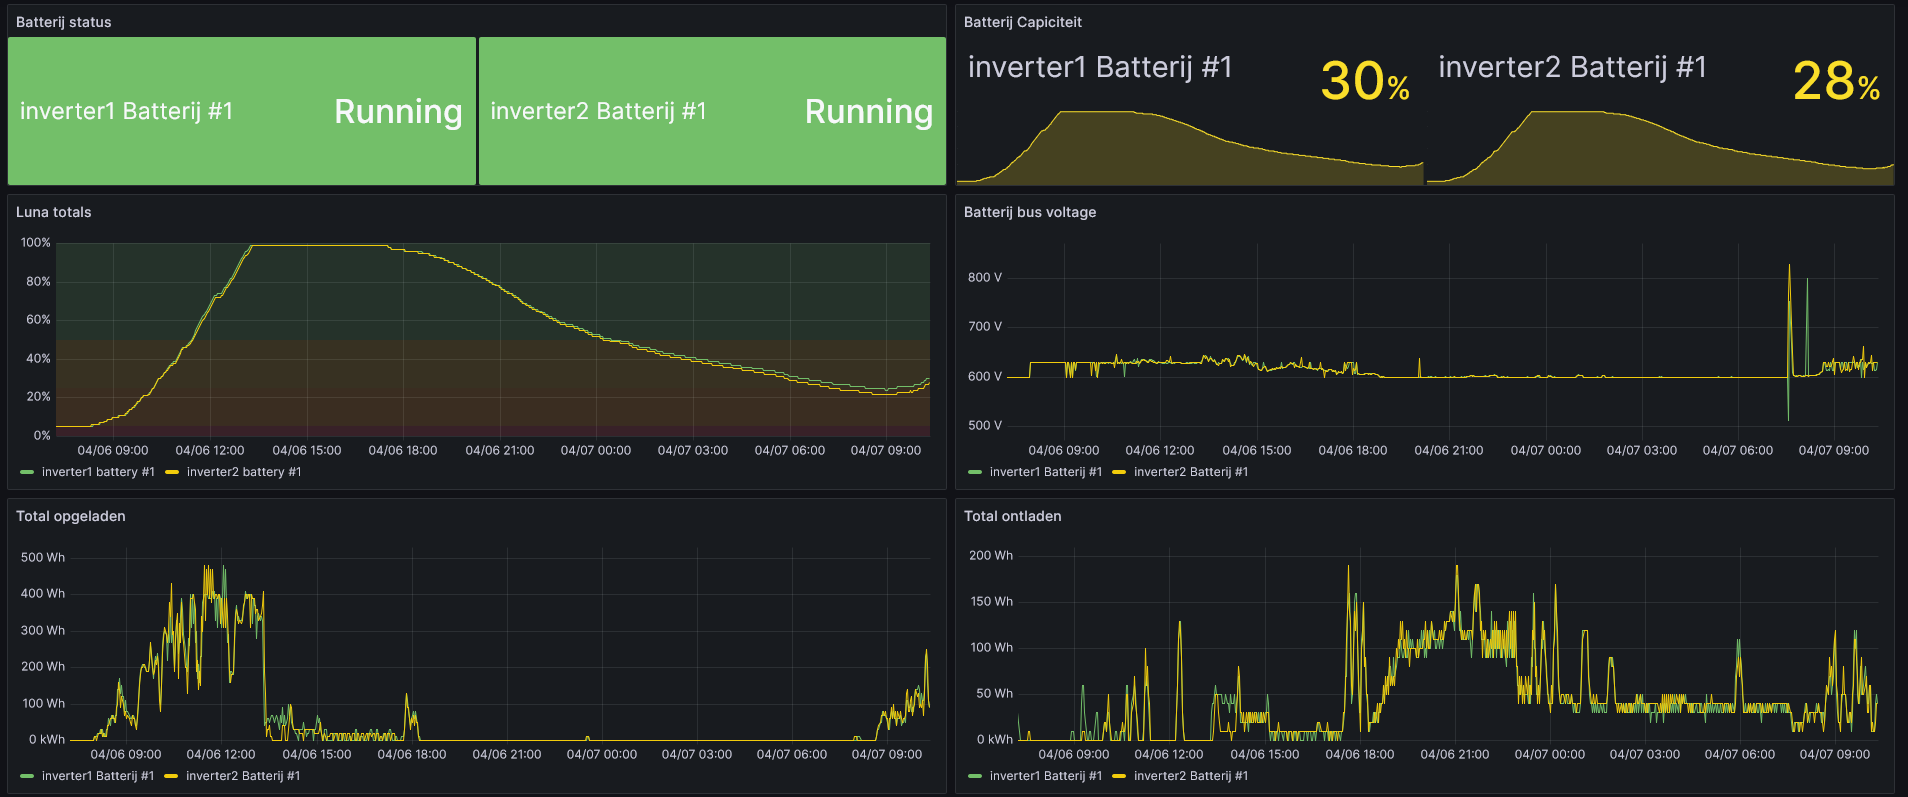 Batterij status
inverter1 Batterij #1
Running
inverter2 Batterij #1
Running
Batterij Capiciteit
inverter1 Batterij #1
30%
inverter2 Batterij #1
28%
Luna totals
100%
80%
60%
40%
20%
0%
04/06 09:00 04/06 12:00 04/06 15:00 04/06 18:00 04/06 21:00 04/07 00:00 04/07 03:00 04/07 06:00 04/07 09:00
inverter1 battery #1 inverter2 battery #1
Batterij bus voltage
800 V
700 V
600 V
500 V
04/06 09:00 04/06 12:00 04/06 15:00 04/06 18:00 04/06 21:00 04/07 00:00 04/07 03:00 04/07 06:00 04/07 09:00
inverter1 Batterij #1 inverter2 Batterij #1
Total opgeladen
500 Wh
400 Wh
300 Wh
200 Wh
100 Wh
0 kWh
04/06 09:00 04/06 12:00 04/06 15:00 04/06 18:00 04/06 21:00 04/07 00:00 04/07 03:00 04/07 06:00 04/07 09:00
inverter1 Batterij #1 inverter2 Batterij #1
Total ontladen
200 Wh
150 Wh
100 Wh
50 Wh
0 kWh
04/06 09:00 04/06 12:00 04/06 15:00 04/06 18:00 04/06 21:00 04/07 00:00 04/07 03:00 04/07 06:00 04/07 09:00
inverter1 Batterij #1 inverter2 Batterij #1